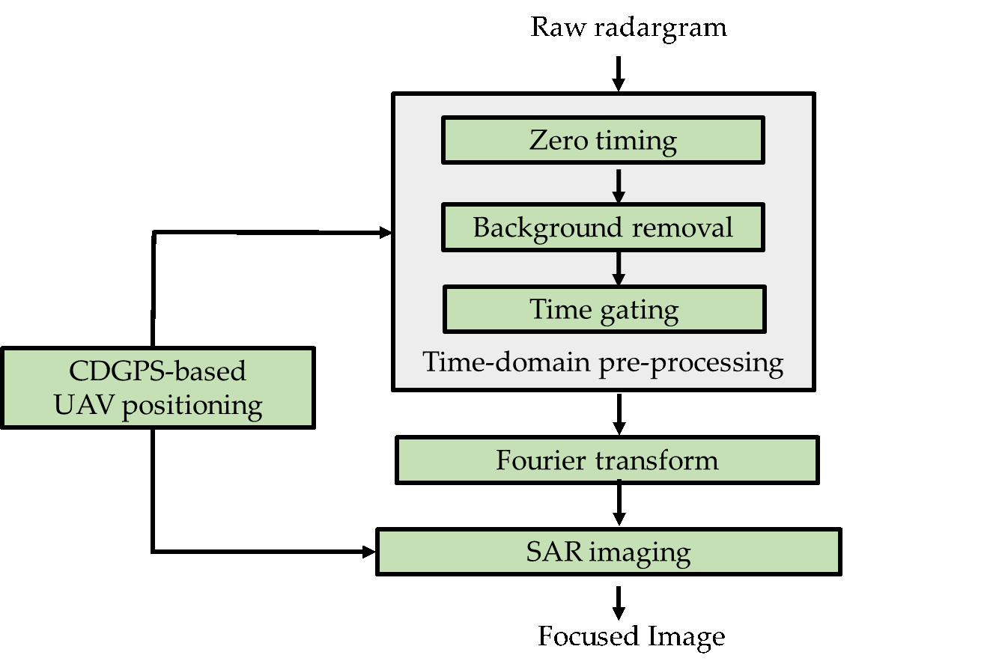 Raw radargram
Zero timing
Background removal
Time gating
Time-domain pre-processing
CDGPS-based
UAV positioning
Fourier transform
SAR imaging
Focused Image